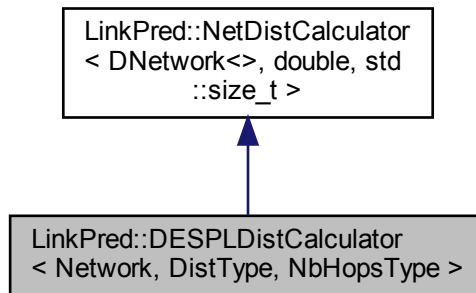 LinkPred::NetDistCalculator
< DNetwork<>, double, std
::size_t >
LinkPred::DESPLDistCalculator
< Network, DistType, NbHopsType >